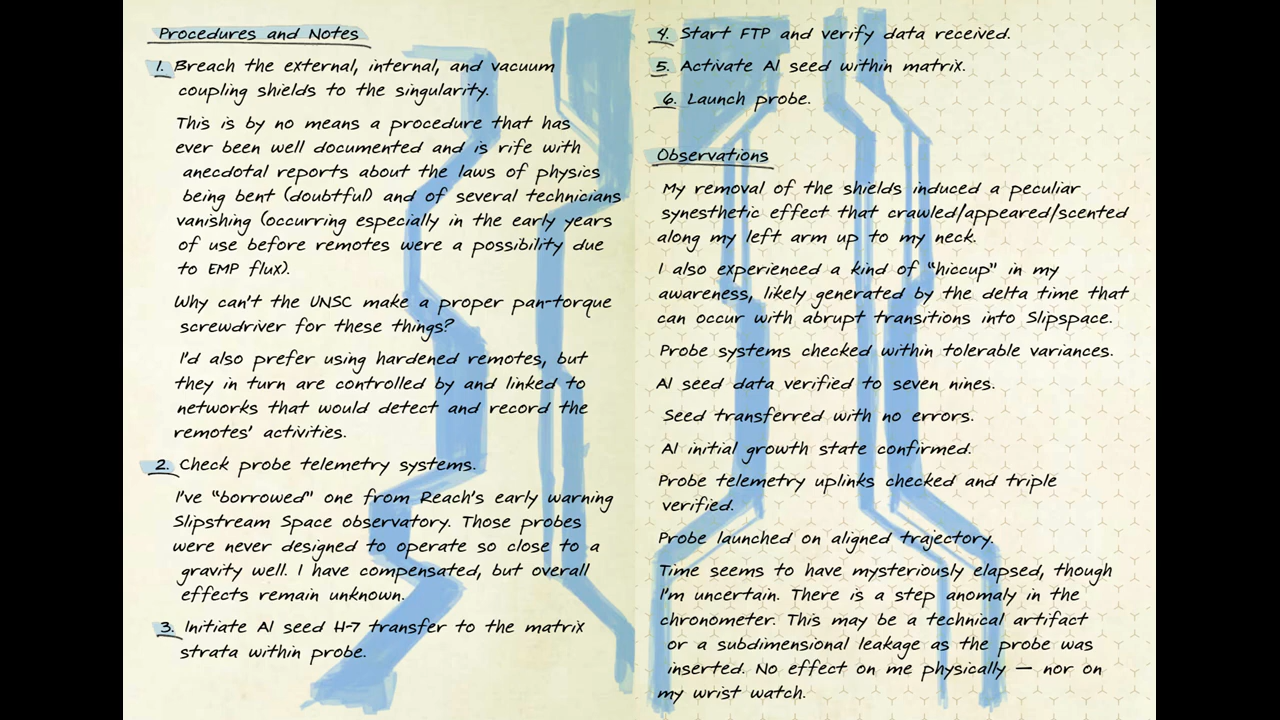 Procedures and Notes
1. Breach the external, internal, and vacuum
coupling shields to the singularity.
This is by no means a procedure that has
ever been well documented and is rife with
anecdotal reports about the laws of physics
being bent (doubtful) and of several technicians
vanishing (occurring especially in the early years
of use before remotes were a possibility due
to EMP flux).
Why can't the UNSC make a proper pan-torque
screwdriver for these things?
I'd also prefer using hardened remotes, but
they in turn are controlled by and linked to
networks that would detect and record the
remotes' activities.
2. Check probe telemetry systems.
I've "borrowed" one from Reach's early warning
Slipstream Space observatory. Those probes
were never designed to operate so close to a
gravity well. I have compensated, but overall
effects remain unknown.
3. Initiate AI seed H-7 transfer to the matrix
strata within probe.
4. Start FTP and verify data received.
5. Activate AI seed within matrix.
6. Launch probe.
Observations
My removal of the shields induced a peculiar
synesthetic effect that crawled/appeared/scented
along my left arm up to my neck.
I also experienced a kind of "hiccup" in my
awareness, likely generated by the delta time that
can occur with abrupt transitions into Slipspace.
Probe systems checked within tolerable variances.
AI seed data verified to seven nines.
Seed transferred with no errors.
AI initial growth state confirmed.
Probe telemetry uplinks checked and triple
verified.
Probe launched on aligned trajectory.
Time seems to have mysteriously elapsed, though
I'm uncertain. There is a step anomaly in the
chronometer. This may be a technical artifact
or a subdimensional leakage as the probe was
inserted. No effect on me physically — nor on
my wrist watch.